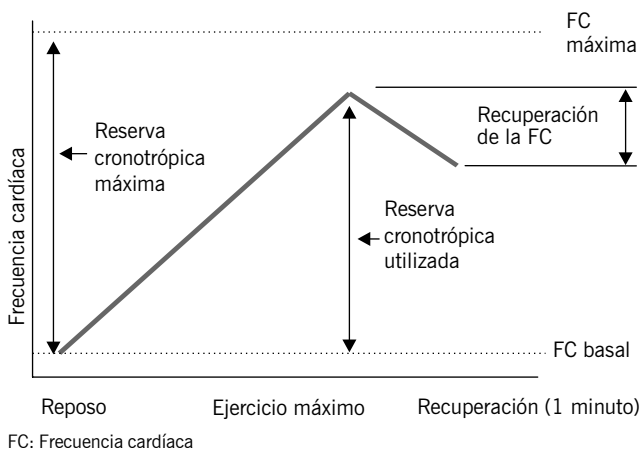 FC
máxima
Reserva
cronotrópica
máxima
Recuperación
de la FC
Reserva
cronotrópica
utilizada
Frecuencia cardíaca
FC basal
Reposo
Ejercicio máximo
Recuperación (1 minuto)
FC: Frecuencia cardíaca